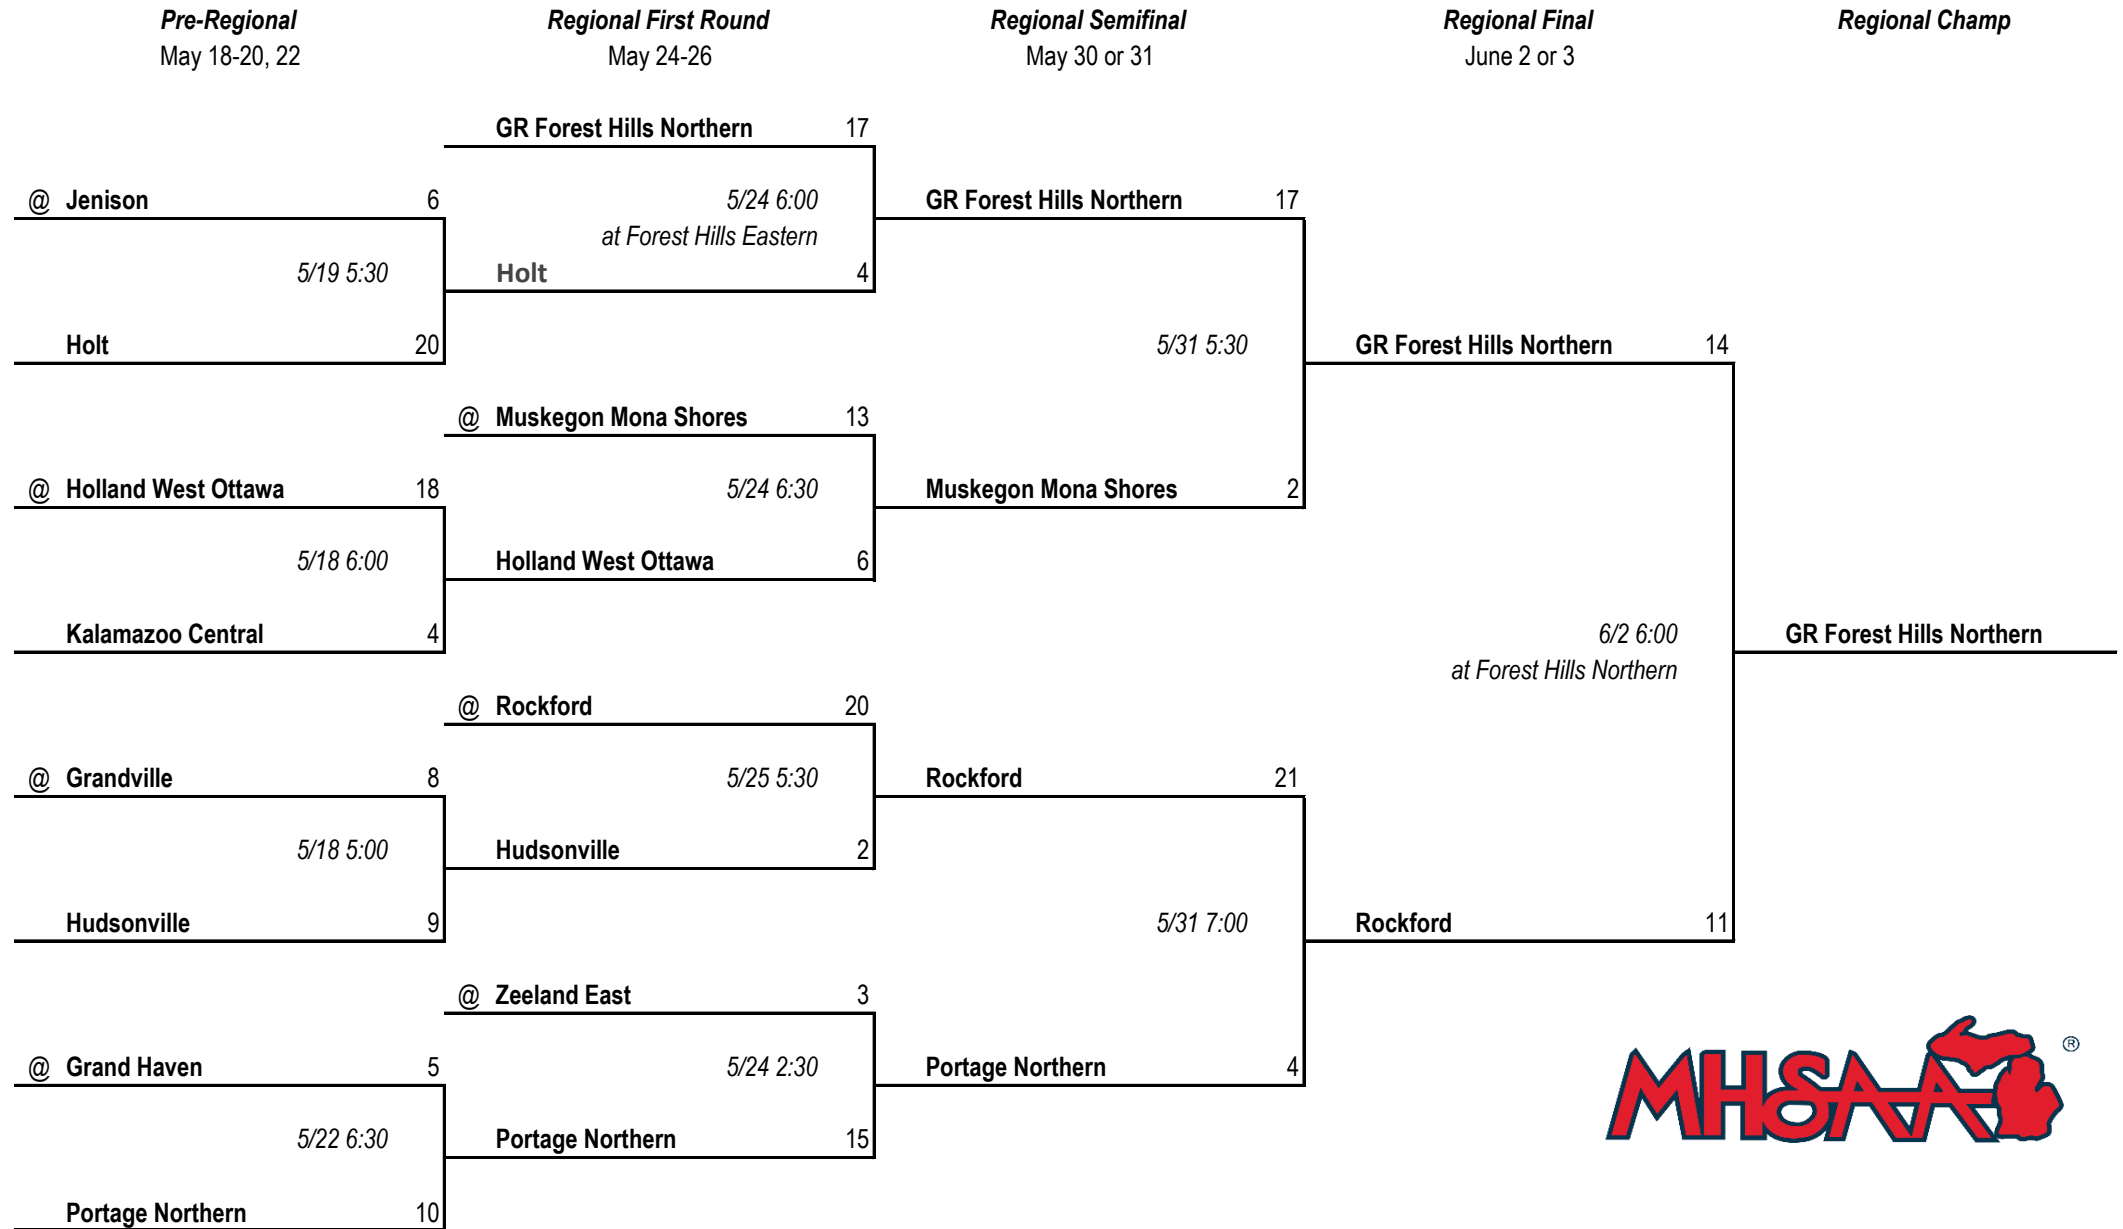 Pre-Regional Regional First Round Regional Semifinal Regional Final Regional Champ
May 18-20, 22 May 24-26 May 30 or 31 June 2 or 3
GR Forest Hills Northern 17
@ Jenison 6 5/24 6:00 GR Forest Hills Northern 17
at Forest Hills Eastern
5/19 5:30 Holt 4
Holt 20 5/31 5:30 GR Forest Hills Northern 14
@ Muskegon Mona Shores 13
@ Holland West Ottawa 18 5/24 6:30 Muskegon Mona Shores 2
5/18 6:00 Holland West Ottawa 6
Kalamazoo Central 4 6/2 6:00 GR Forest Hills Northern
at Forest Hills Northern
@ Rockford 20
@ Grandville 8 5/25 5:30 Rockford 21
5/18 5:00 Hudsonville 2
Hudsonville 9 5/31 7:00 Rockford 11
@ Zeeland East 3
@ Grand Haven 5 5/24 2:30 Portage Northern 4
MHSAA ®
5/22 6:30 Portage Northern 15
Portage Northern 10